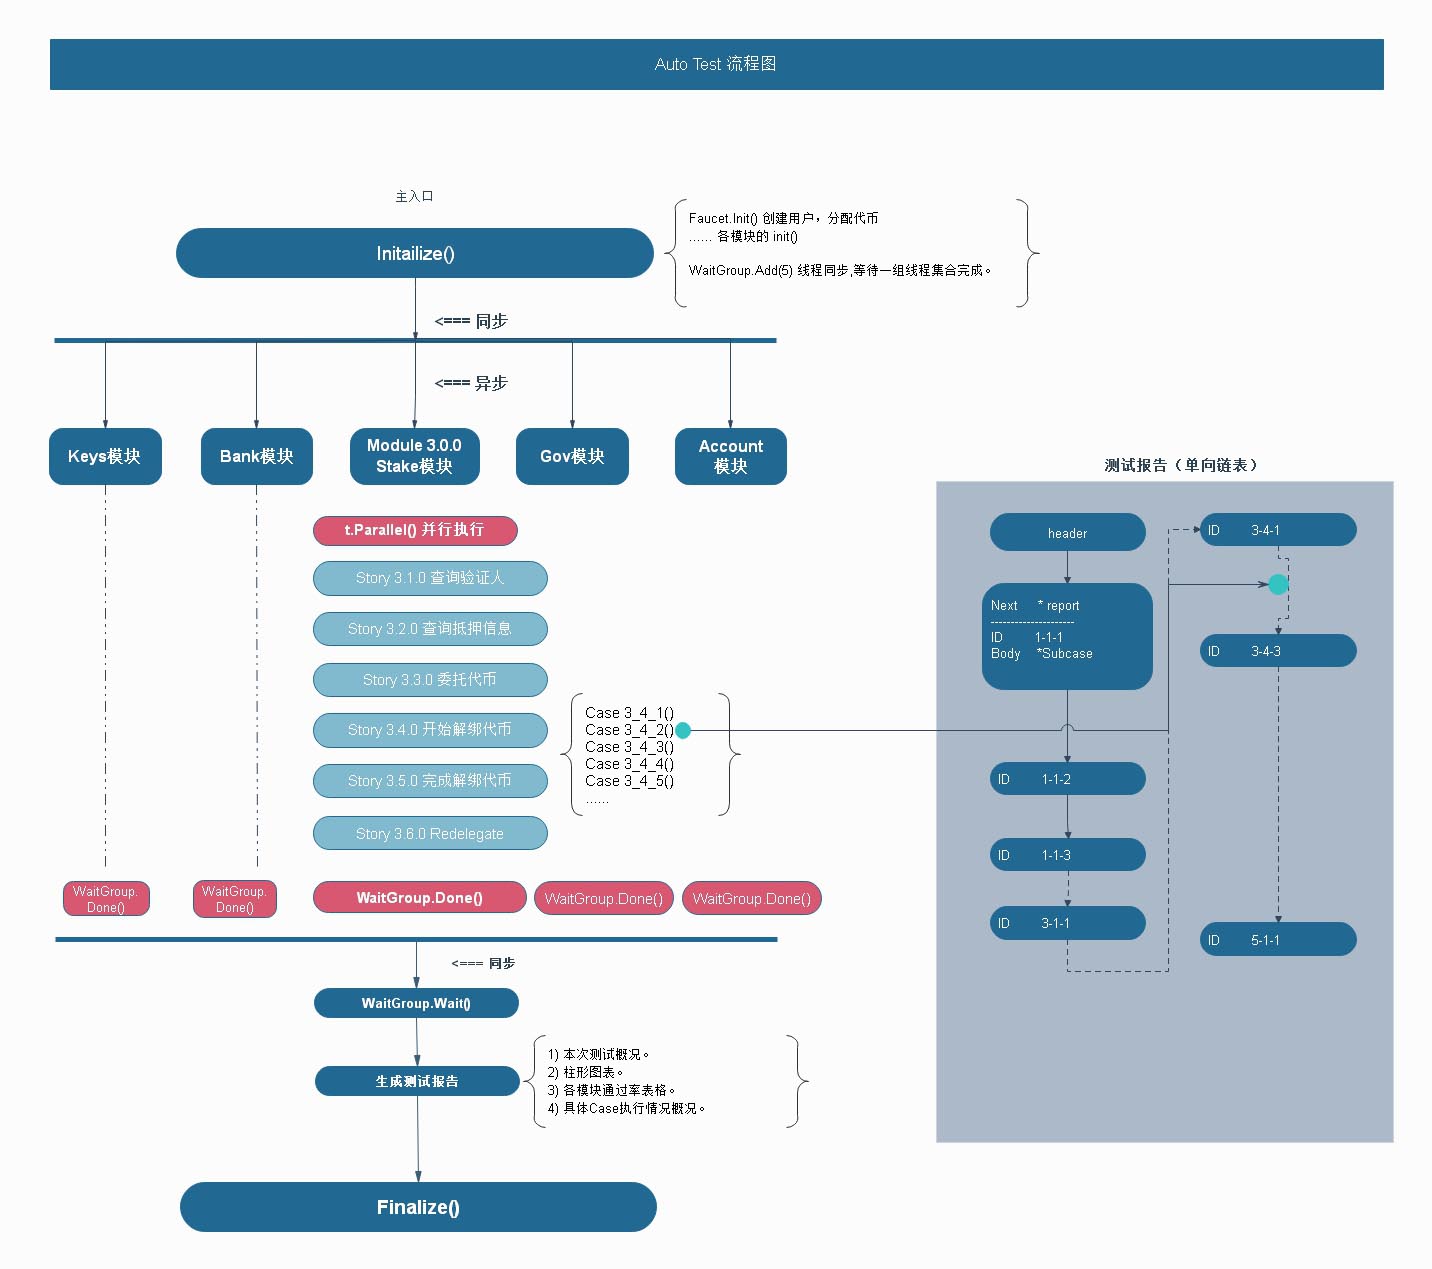 Auto Test 流程图
主入口
Initailize()
Faucet.Init() 创建用户，分配代币
...... 各模块的 init()
WaitGroup.Add(5) 线程同步,等待一组线程集合完成。
<=== 同步
<=== 异步
Keys模块
Bank模块
Module 3.0.0
Stake模块
Gov模块
Account
模块
t.Parallel() 并行执行
Story 3.1.0 查询验证人
Story 3.2.0 查询抵押信息
Story 3.3.0 委托代币
Story 3.4.0 开始解绑代币
Story 3.5.0 完成解绑代币
Story 3.6.0 Redelegate
Case 3_4_1()
Case 3_4_2()
Case 3_4_3()
Case 3_4_4()
Case 3_4_5()
......
WaitGroup.
Done()
WaitGroup.
Done()
WaitGroup.Done()
WaitGroup.Done()
WaitGroup.Done()
<=== 同步
WaitGroup.Wait()
生成测试报告
1) 本次测试概况。
2) 柱形图表。
3) 各模块通过率表格。
4) 具体Case执行情况概况。
Finalize()
测试报告（单向链表）
header
Next * report
---------------------
ID 1-1-1
Body *Subcase
ID 1-1-2
ID 1-1-3
ID 3-1-1
ID 3-4-1
ID 3-4-3
ID 5-1-1